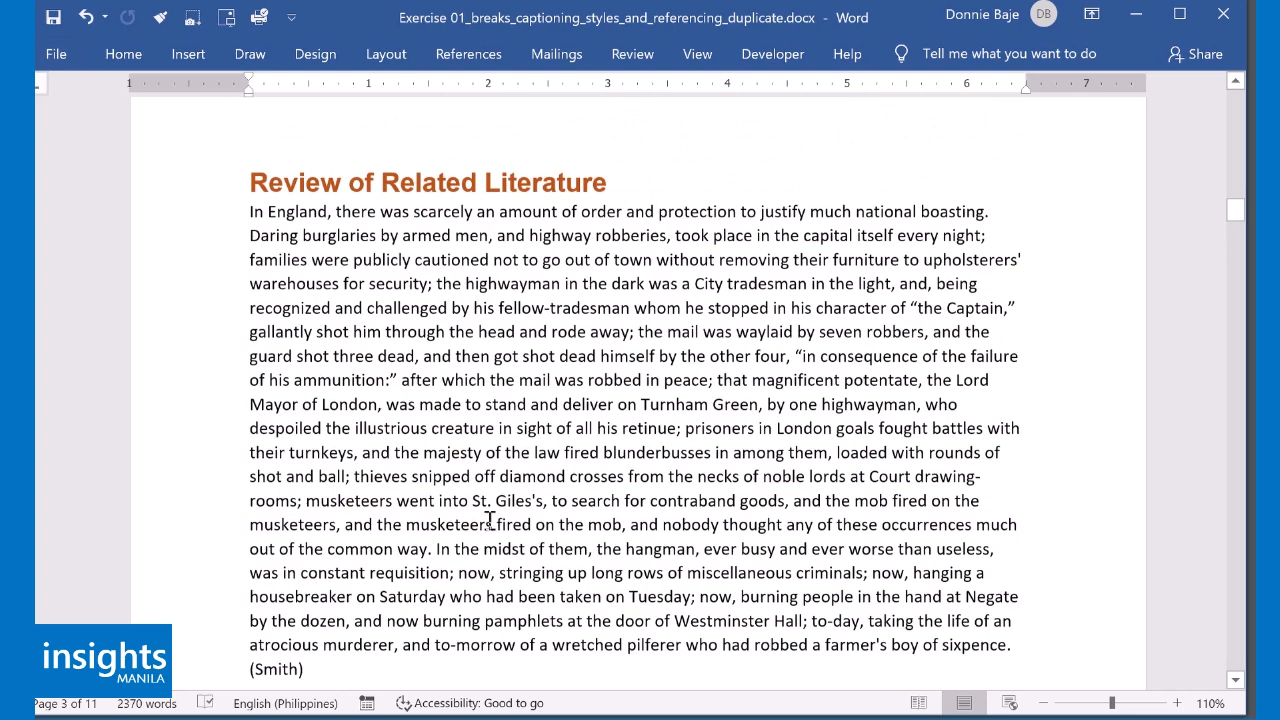 Exercise 01_breaks_captioning_styles_and_referencing_duplicate.docx - Word
Donnie Baje DB
File Home Insert Draw Design Layout References Mailings Review View Developer Help Tell me what you want to do Share
1 1 2 3 4 5 6 7
Review of Related Literature
In England, there was scarcely an amount of order and protection to justify much national boasting.
Daring burglaries by armed men, and highway robberies, took place in the capital itself every night;
families were publicly cautioned not to go out of town without removing their furniture to upholsterers'
warehouses for security; the highwayman in the dark was a City tradesman in the light, and, being
recognized and challenged by his fellow-tradesman whom he stopped in his character of “the Captain,”
gallantly shot him through the head and rode away; the mail was waylaid by seven robbers, and the
guard shot three dead, and then got shot dead himself by the other four, “in consequence of the failure
of his ammunition:” after which the mail was robbed in peace; that magnificent potentate, the Lord
Mayor of London, was made to stand and deliver on Turnham Green, by one highwayman, who
despoiled the illustrious creature in sight of all his retinue; prisoners in London goals fought battles with
their turnkeys, and the majesty of the law fired blunderbusses in among them, loaded with rounds of
shot and ball; thieves snipped off diamond crosses from the necks of noble lords at Court drawing-
rooms; musketeers went into St. Giles's, to search for contraband goods, and the mob fired on the
musketeers, and the musketeers fired on the mob, and nobody thought any of these occurrences much
out of the common way. In the midst of them, the hangman, ever busy and ever worse than useless,
was in constant requisition; now, stringing up long rows of miscellaneous criminals; now, hanging a
housebreaker on Saturday who had been taken on Tuesday; now, burning people in the hand at Negate
by the dozen, and now burning pamphlets at the door of Westminster Hall; to-day, taking the life of an
atrocious murderer, and to-morrow of a wretched pilferer who had robbed a farmer's boy of sixpence.
(Smith)
insights
MANILA
Page 3 of 11 2370 words English (Philippines) Accessibility: Good to go 110%